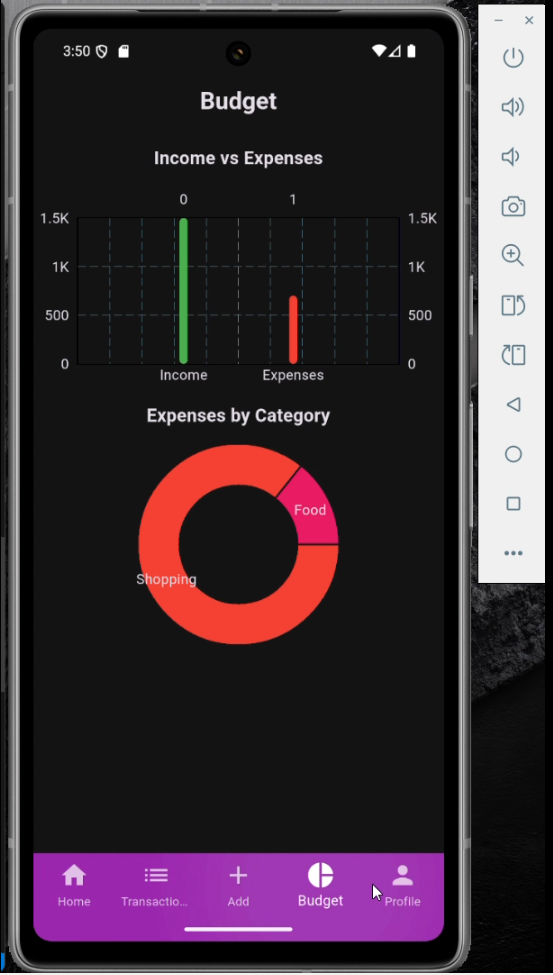 3:50
Budget
Income vs Expenses
0 1
1.5K 1.5K
1K 1K
500 500
0 0
Income Expenses
Expenses by Category
Food
Shopping
Home Transactio... Add Budget Profile